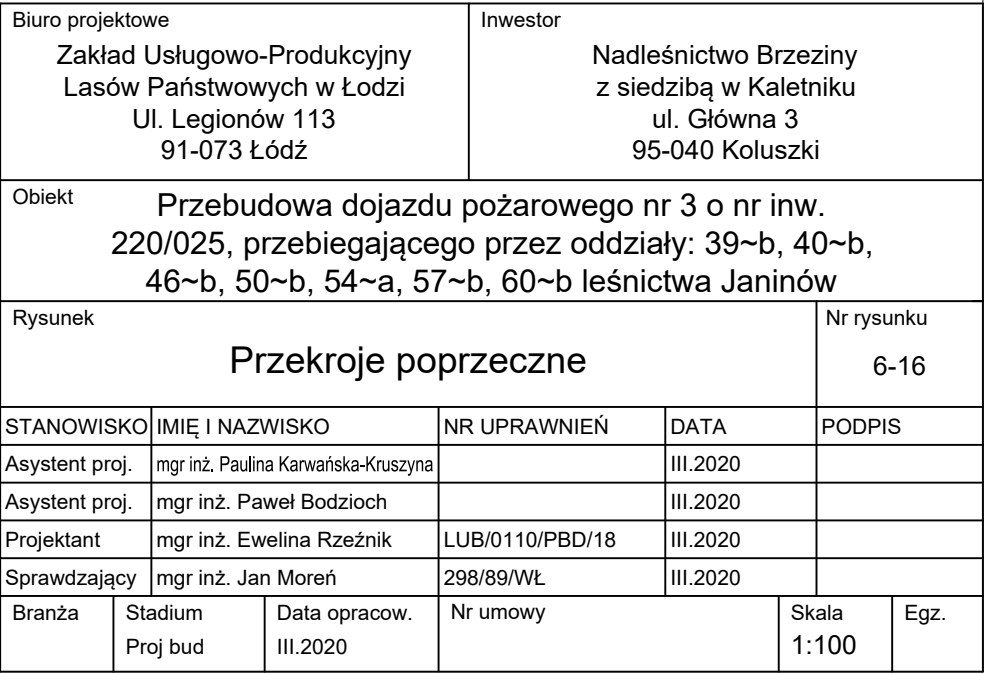 Biuro projektowe
Zakład Usługowo-Produkcyjny
Lasów Państwowych w Łodzi
Ul. Legionów 113
91-073 Łódź
Inwestor
Nadleśnictwo Brzeziny
z siedzibą w Kaletniku
ul. Główna 3
95-040 Koluszki
Obiekt
Przebudowa dojazdu pożarowego nr 3 o nr inw.
220/025, przebiegającego przez oddziały: 39~b, 40~b,
46~b, 50~b, 54~a, 57~b, 60~b leśnictwa Janinów
Rysunek
Przekroje poprzeczne
Nr rysunku
6-16
STANOWISKO IMIĘ I NAZWISKO NR UPRAWNIEŃ DATA PODPIS
Asystent proj. mgr inż. Paulina Karwańska-Kruszyna III.2020
Asystent proj. mgr inż. Paweł Bodzioch III.2020
Projektant mgr inż. Ewelina Rzeźnik LUB/0110/PBD/18 III.2020
Sprawdzający mgr inż. Jan Moreń 298/89/WŁ III.2020
Branża Stadium Data opracow. Nr umowy Skala Egz.
Proj bud III.2020 1:100